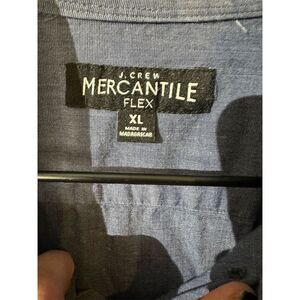 J.CREW
MERCANTILE
FLEX
XL
MADE IN
MADAGASCAR